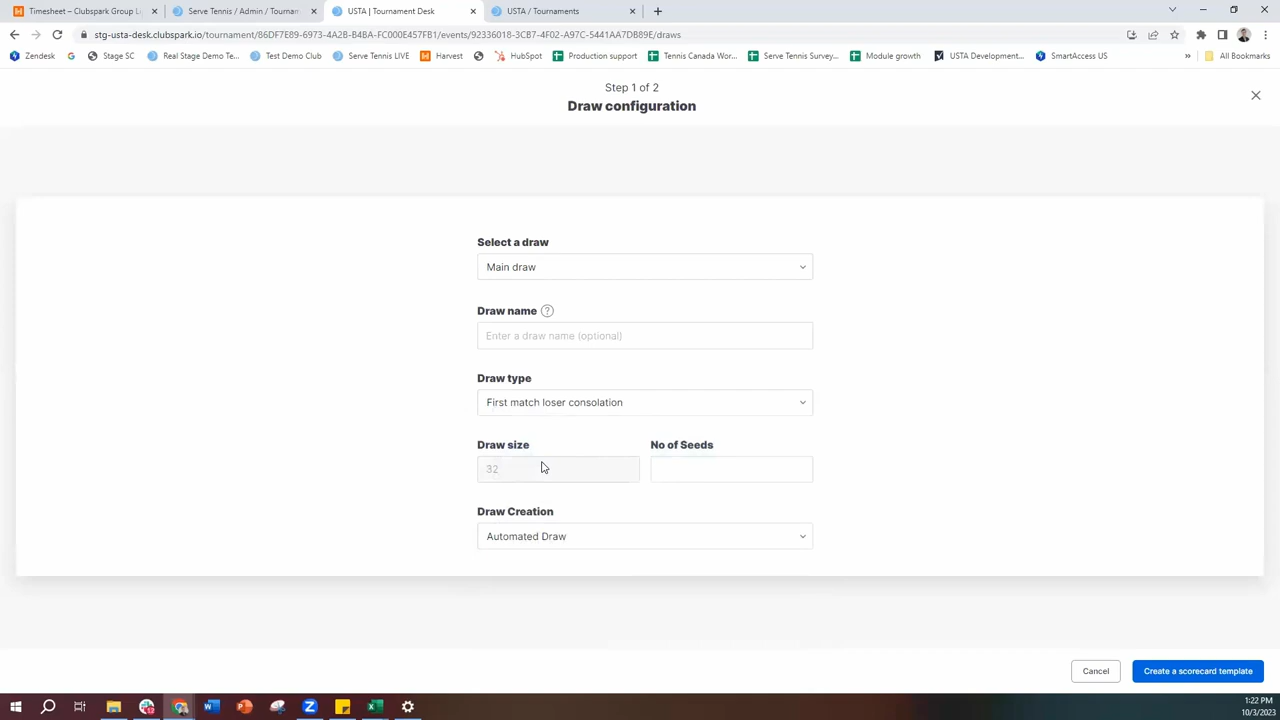 Timesheet – Clubspark Group L
Serve Tennis / Admin / Tournam
USTA | Tournament Desk
USTA / Tournaments
stg-usta-desk.clubspark.io/tournament/86DF7E89-6973-4A2B-B4BA-FC000E457FB1/events/92336018-3CB7-4F02-A97C-5441AA7DB89E/draws
Zendesk
Stage SC
Real Stage Demo Te...
Test Demo Club
Serve Tennis LIVE
Harvest
HubSpot
Production support
Tennis Canada Wor...
Serve Tennis Survey...
Module growth
USTA Development...
SmartAccess US
»
All Bookmarks
Step 1 of 2
Draw configuration
Select a draw
Main draw
Draw name ?
Enter a draw name (optional)
Draw type
First match loser consolation
Draw size No of Seeds
32
Draw Creation
Automated Draw
Cancel
Create a scorecard template
1:22 PM
10/3/2023